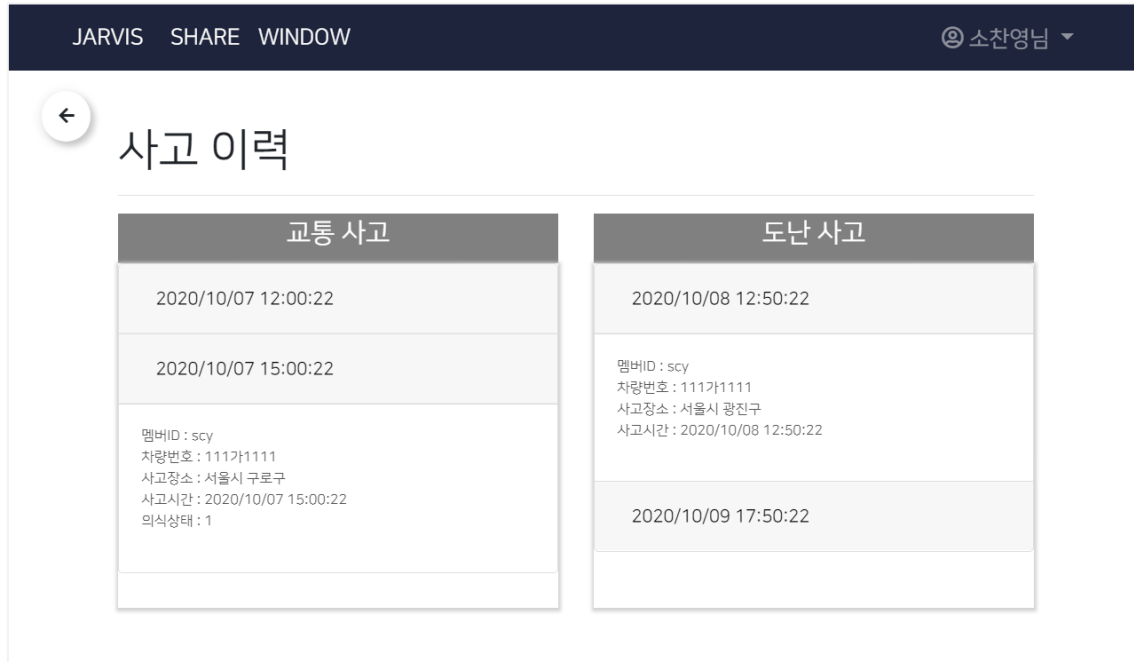 JARVIS SHARE WINDOW
소찬영님
사고 이력
교통 사고
2020/10/07 12:00:22
2020/10/07 15:00:22
멤버ID : scy
차량번호 : 111가1111
사고장소 : 서울시 구로구
사고시간 : 2020/10/07 15:00:22
의식상태 : 1
도난 사고
2020/10/08 12:50:22
멤버ID : scy
차량번호 : 111가1111
사고장소 : 서울시 광진구
사고시간 : 2020/10/08 12:50:22
2020/10/09 17:50:22